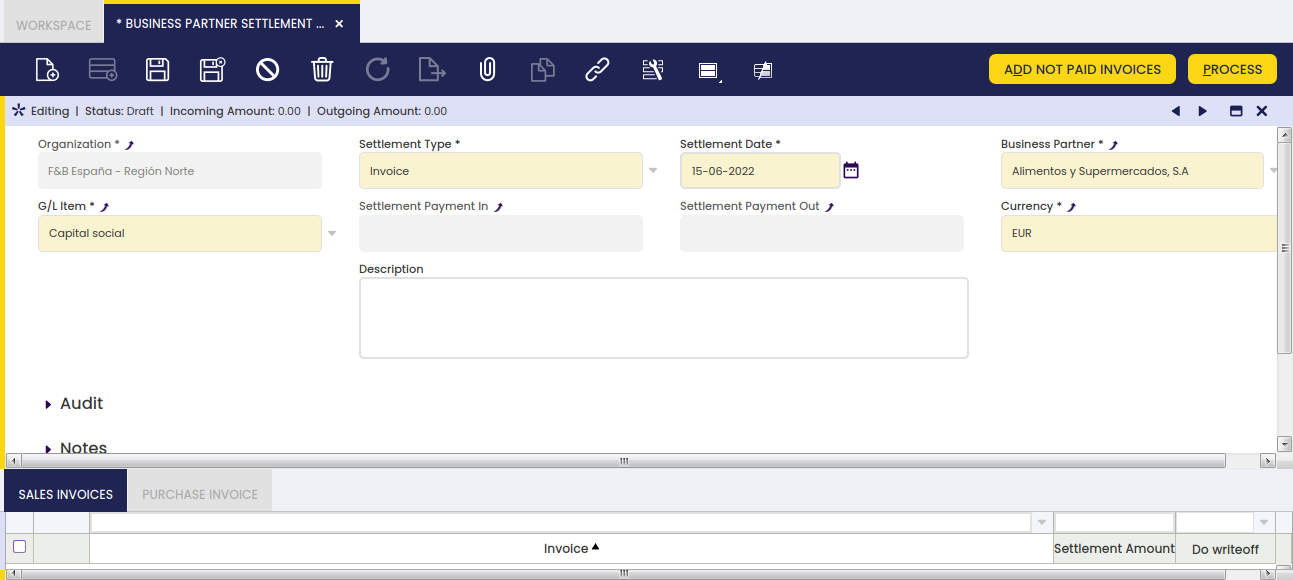 WORKSPACE
* BUSINESS PARTNER SETTLEMENT ...
ADD NOT PAID INVOICES
PROCESS
Editing | Status: Draft | Incoming Amount: 0.00 | Outgoing Amount: 0.00
Organization * Settlement Type * Settlement Date * Business Partner *
F&B España - Región Norte Invoice 15-06-2022 Alimentos y Supermercados, S.A
G/L Item * Settlement Payment In Settlement Payment Out Currency *
Capital social EUR
Description
Audit
Notes
SALES INVOICES PURCHASE INVOICE
Invoice Settlement Amount Do writeoff